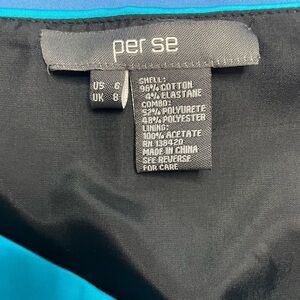 per se
US 6
UK 8
SHELL:
96% COTTON
4% ELASTANE
COMBO:
52% POLYURETE
48% POLYESTER
LINING:
100% ACETATE
RN 138420
MADE IN CHINA
SEE REVERSE
FOR CARE